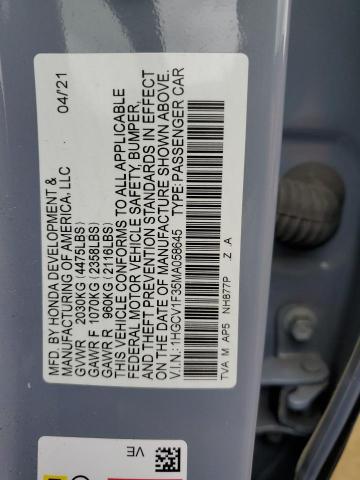 MFD. BY HONDA DEVELOPMENT & 04/21
MANUFACTURING OF AMERICA, LLC
GVWR 2030KG (4475LBS)
GAWR F 1070KG (2358LBS)
GAWR R 960KG (2116LBS)
THIS VEHICLE CONFORMS TO ALL APPLICABLE
FEDERAL MOTOR VEHICLE SAFETY, BUMPER,
AND THEFT PREVENTION STANDARDS IN EFFECT
ON THE DATE OF MANUFACTURE SHOWN ABOVE.
V.I.N.:1HGCV1F35MA058645 TYPE:PASSENGER CAR
TVA M AP5 NH877P Z A
VE